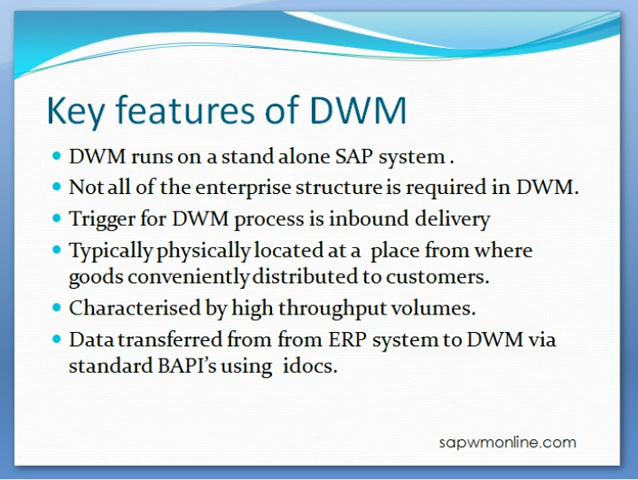 Key features of DWM
• DWM runs on a stand alone SAP system .
• Not all of the enterprise structure is required in DWM.
• Trigger for DWM process is inbound delivery
• Typically physically located at a place from where
goods conveniently distributed to customers.
• Characterised by high throughput volumes.
• Data transferred from from ERP system to DWM via
standard BAPI's using idocs.
sapwmonline.com